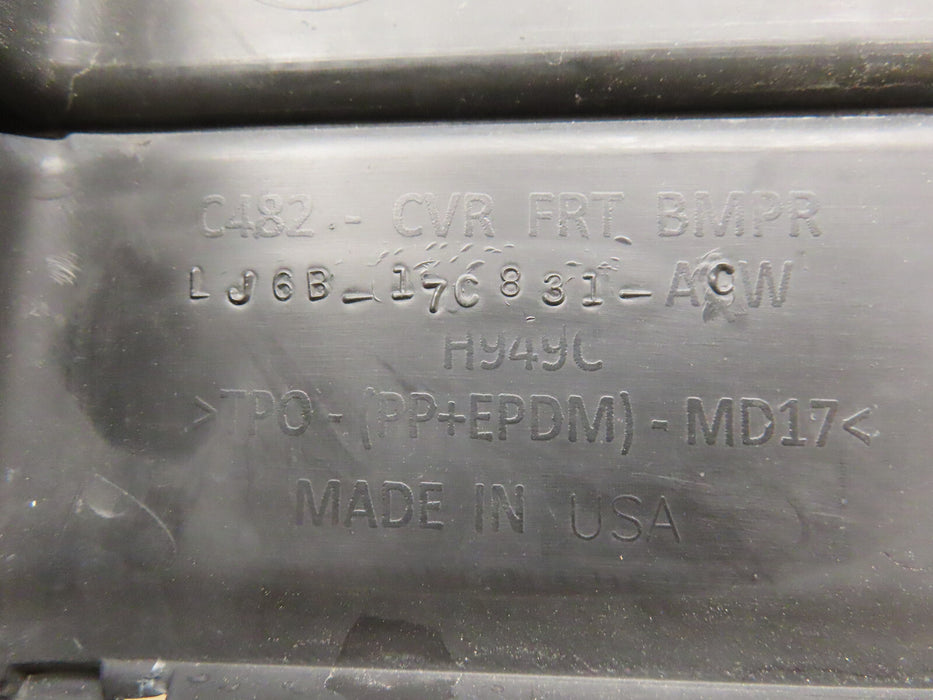 C482 - CVR FRT BMPR
LJ6B-17C831-ACW
H949C
>TPO - (PP+EPDM) - MD17<
MADE IN USA